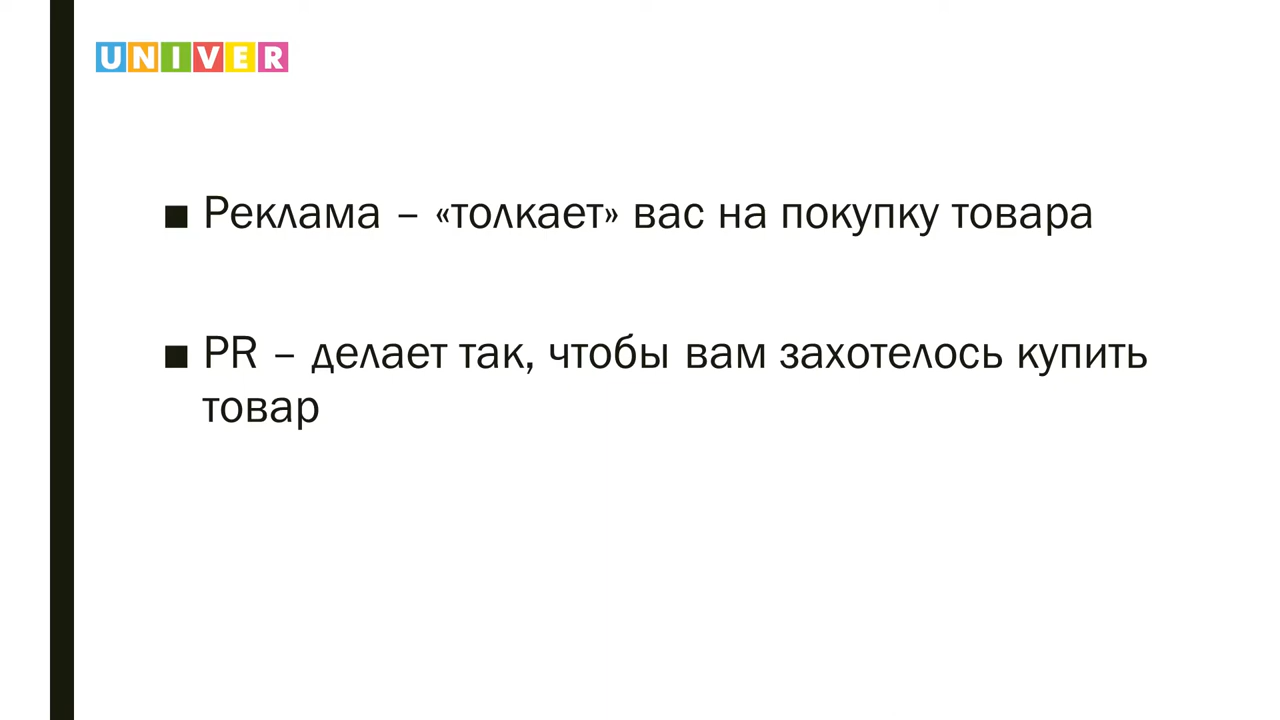 UNIVER
■ Реклама – «толкает» вас на покупку товара
■ PR – делает так, чтобы вам захотелось купить
товар